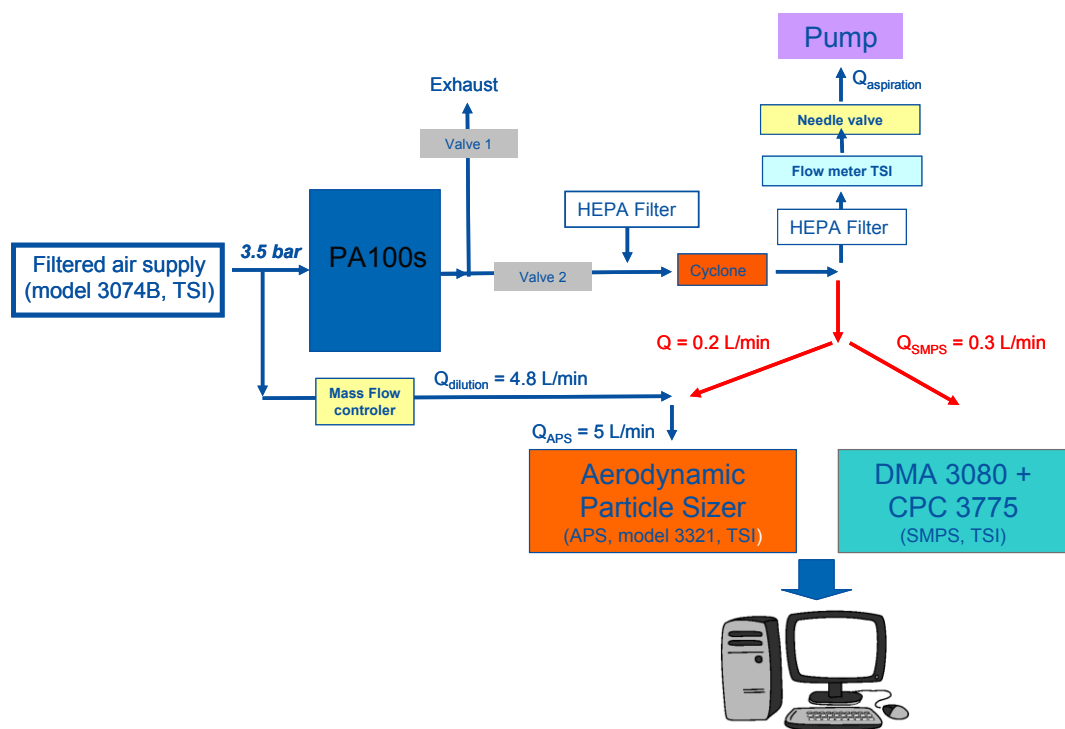 Pump
Q aspiration
Exhaust
Needle valve
Valve 1
Flow meter TSI
HEPA Filter
HEPA Filter
3.5 bar
PA100s
Filtered air supply
(model 3074B, TSI)
Valve 2
Cyclone
Q = 0.2 L/min
QSMPS = 0.3 L/min
Qdilution = 4.8 L/min
Mass Flow
controler
QAPS = 5 L/min
Aerodynamic
Particle Sizer
(APS, model 3321, TSI)
DMA 3080 +
CPC 3775
(SMPS, TSI)